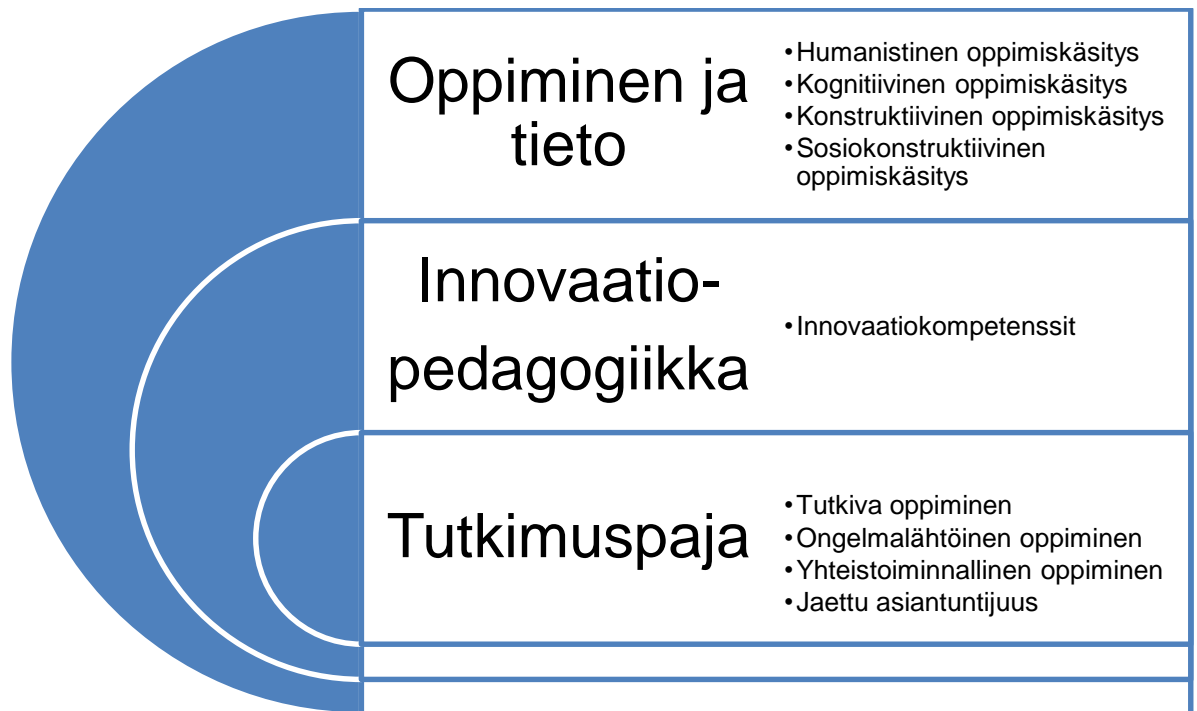 Oppiminen ja
tieto
•Humanistinen oppimiskäsitys
•Kognitiivinen oppimiskäsitys
•Konstruktiivinen oppimiskäsitys
•Sosiokonstruktiivinen
oppimiskäsitys
Innovaatio-
pedagogiikka
•Innovaatiokompetenssit
Tutkimuspaja
•Tutkiva oppiminen
•Ongelmalähtöinen oppiminen
•Yhteistoiminnallinen oppiminen
•Jaettu asiantuntijuus